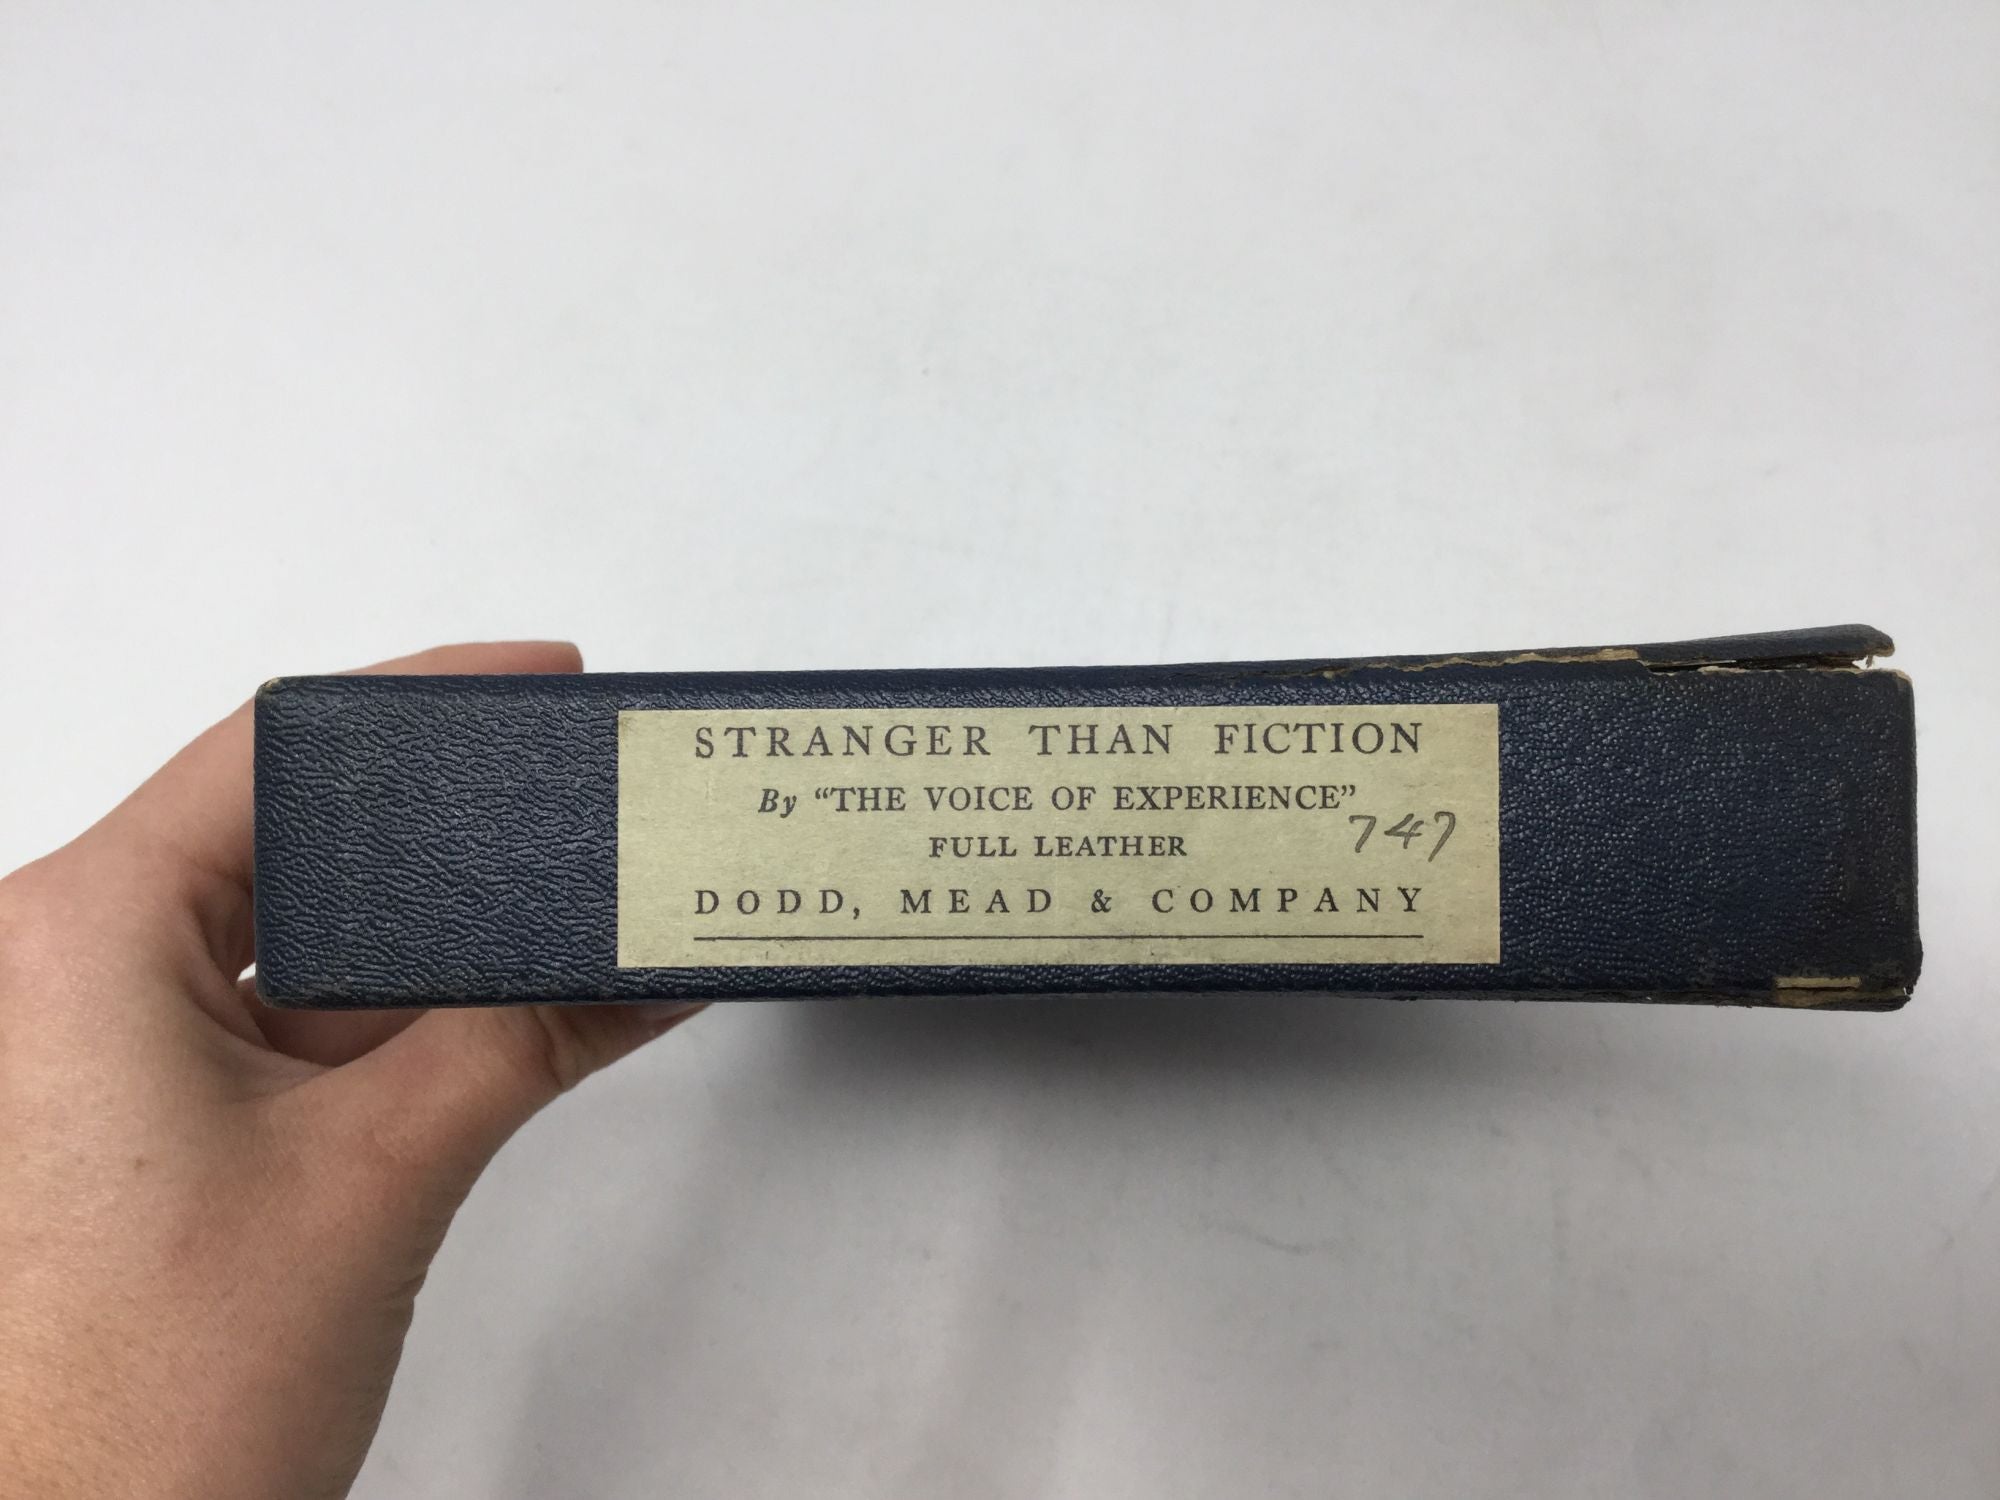 STRANGER THAN FICTION
By “THE VOICE OF EXPERIENCE”
FULL LEATHER
747
DODD, MEAD & COMPANY